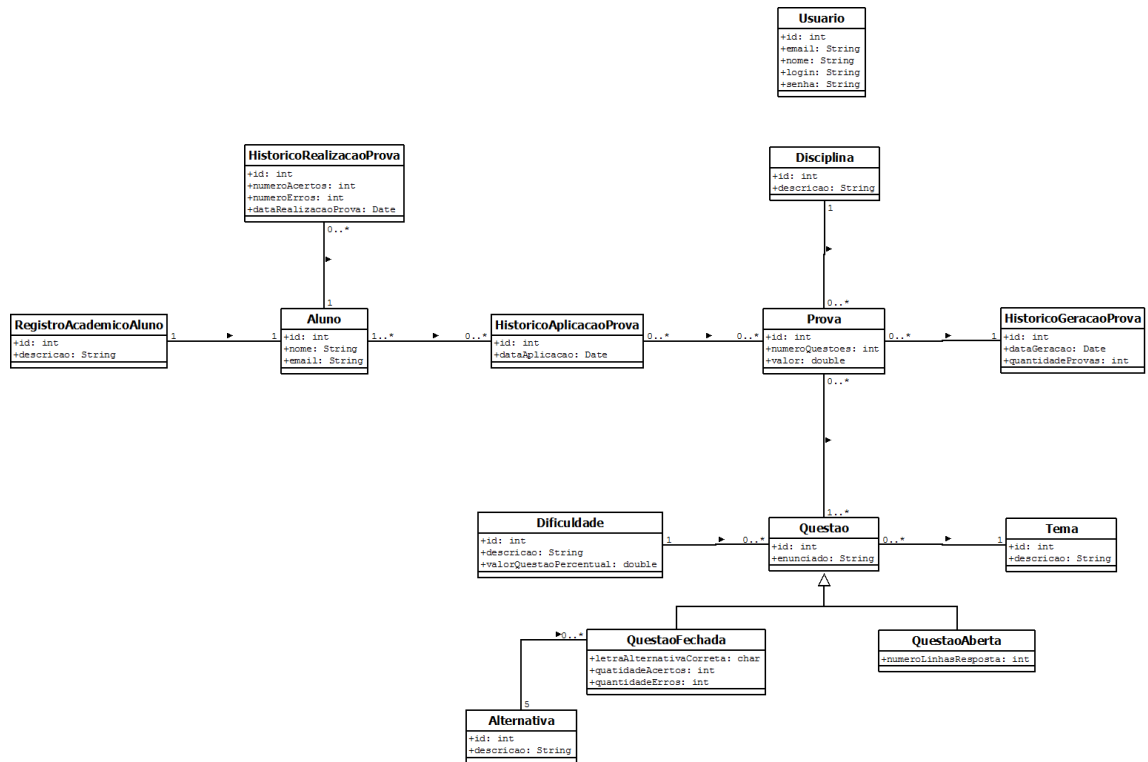 Usuario
+id: int
+email: String
+nome: String
+login: String
+senha: String
HistoricoRealizacaoProva
+id: int
+numeroAcertos: int
+numeroErros: int
+dataRealizacaoProva: Date
Disciplina
+id: int
+descricao: String
0..*
1
1
0..*
RegistroAcademicoAluno
+id: int
+descricao: String
1
1
Aluno
+id: int
+nome: String
+email: String
1..*
0..*
HistoricoAplicacaoProva
+id: int
+dataAplicacao: Date
0..*
0..*
Prova
+id: int
+numeroQuestoes: int
+valor: double
0..*
1
HistoricoGeracaoProva
+id: int
+dataGeracao: Date
+quantidadeProvas: int
0..*
1..*
Dificuldade
+id: int
+descricao: String
+valorQuestaoPercentual: double
1
0..*
Questao
+id: int
+enunciado: String
0..*
1
Tema
+id: int
+descricao: String
0..*
QuestaoFechada
+letraAlternativaCorreta: char
+quatidadeAcertos: int
+quantidadeErros: int
QuestaoAberta
+numeroLinhasResposta: int
5
Alternativa
+id: int
+descricao: String